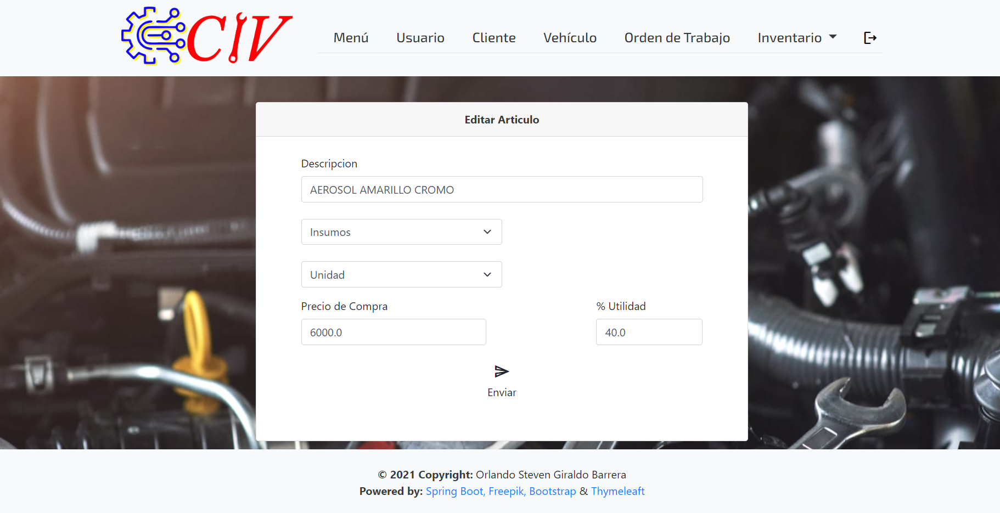 CIV
Menú Usuario Cliente Vehículo Orden de Trabajo Inventario
Editar Articulo
Descripcion
AEROSOL AMARILLO CROMO
Insumos
Unidad
Precio de Compra % Utilidad
6000.0 40.0
Enviar
© 2021 Copyright: Orlando Steven Giraldo Barrera
Powered by: Spring Boot, Freepik, Bootstrap & Thymeleaft